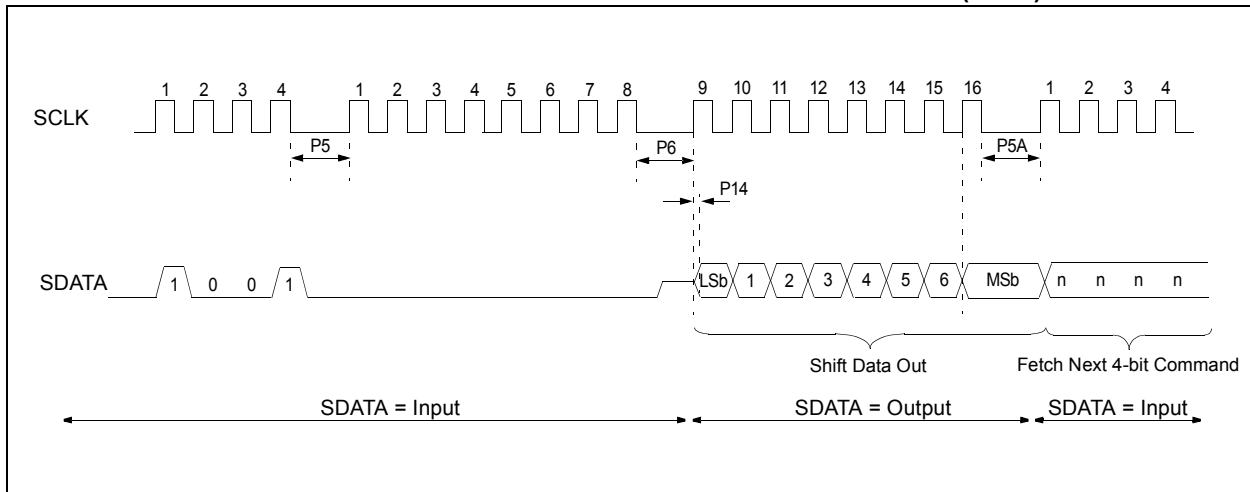 1 2 3 4 1 2 3 4 5 6 7 8 9 10 11 12 13 14 15 16 1 2 3 4
SCLK
P5 P6 P5A
P14
SDATA 1 0 0 1 LSb 1 2 3 4 5 6 MSb n n n n
Shift Data Out Fetch Next 4-bit Command
SDATA = Input SDATA = Output SDATA = Input